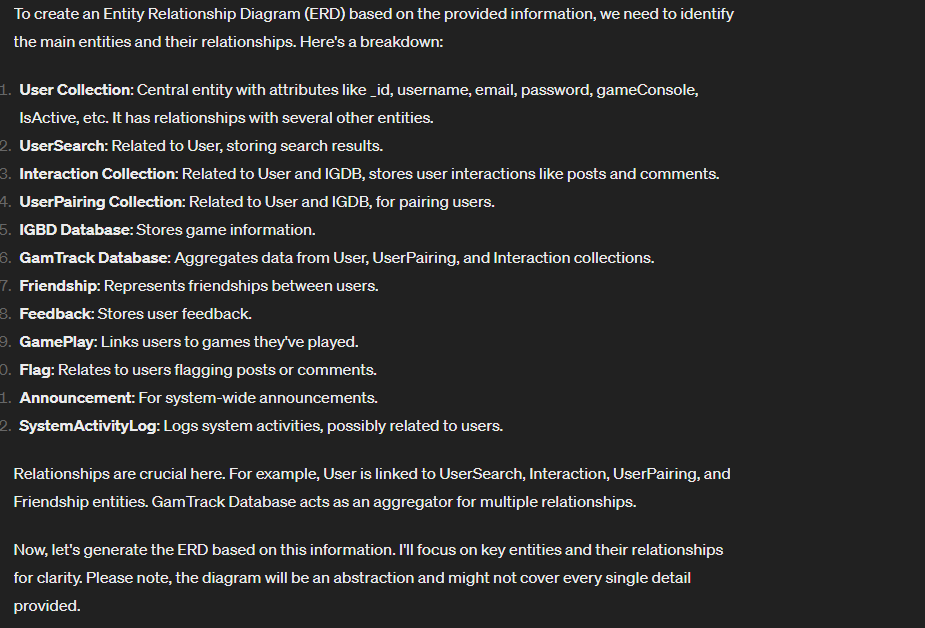 To create an Entity Relationship Diagram (ERD) based on the provided information, we need to identify
the main entities and their relationships. Here's a breakdown:
1. User Collection: Central entity with attributes like _id, username, email, password, gameConsole,
IsActive, etc. It has relationships with several other entities.
2. UserSearch: Related to User, storing search results.
3. Interaction Collection: Related to User and IGDB, stores user interactions like posts and comments.
4. UserPairing Collection: Related to User and IGDB, for pairing users.
5. IGBD Database: Stores game information.
6. GamTrack Database: Aggregates data from User, UserPairing, and Interaction collections.
7. Friendship: Represents friendships between users.
8. Feedback: Stores user feedback.
9. GamePlay: Links users to games they've played.
0. Flag: Relates to users flagging posts or comments.
1. Announcement: For system-wide announcements.
2. SystemActivityLog: Logs system activities, possibly related to users.
Relationships are crucial here. For example, User is linked to UserSearch, Interaction, UserPairing, and
Friendship entities. GamTrack Database acts as an aggregator for multiple relationships.
Now, let's generate the ERD based on this information. I'll focus on key entities and their relationships
for clarity. Please note, the diagram will be an abstraction and might not cover every single detail
provided.